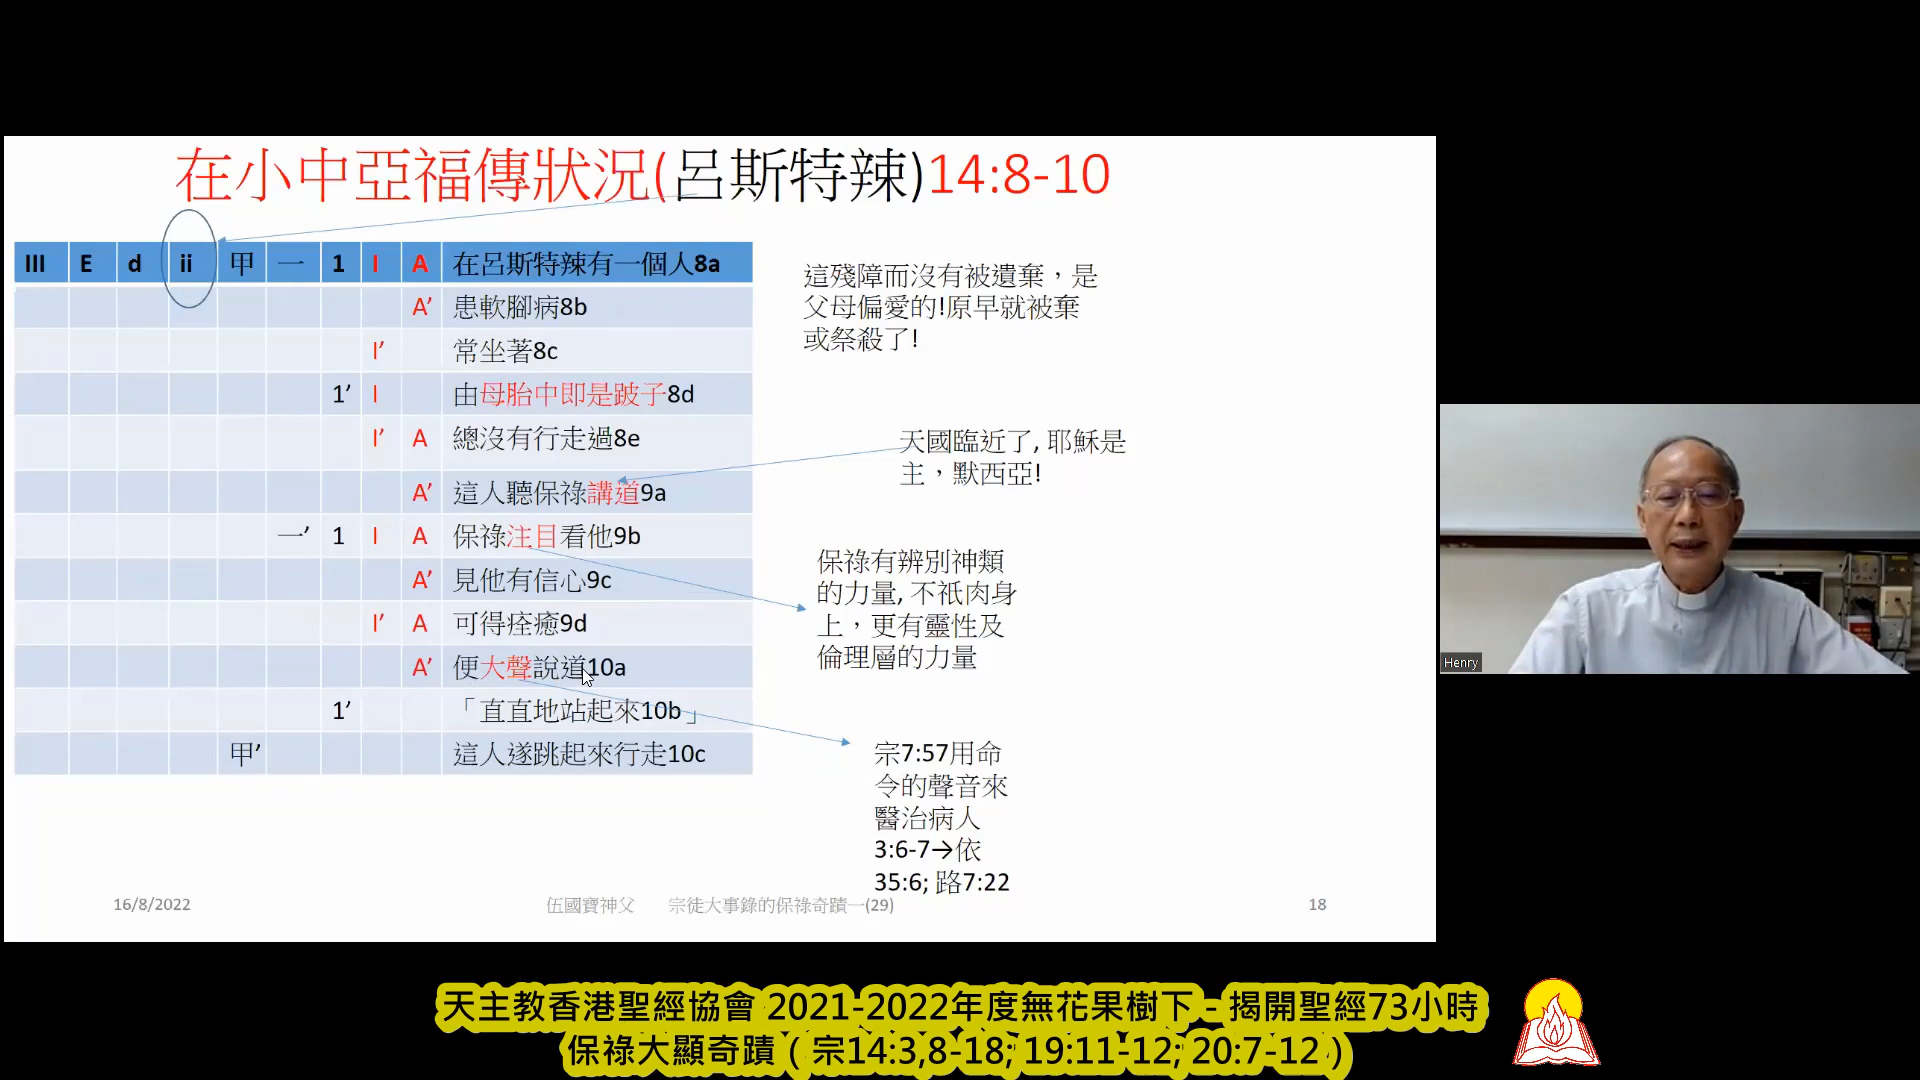 在小中亞福傳狀況(呂斯特辣)14:8-10
III E d ii 甲 一 1 I A 在呂斯特辣有一個人8a
A’ 患軟腳病8b
I’ 常坐著8c
1’ I 由母胎中即是跛子8d
I’ A 總沒有行走過8e
A’ 這人聽保祿講道9a
一’ 1 I A 保祿注目看他9b
A’ 見他有信心9c
I’ A 可得痊癒9d
A’ 便大聲說道10a
1’ 「直直地站起來10b」
甲’ 這人遂跳起來行走10c
這殘障而沒有被遺棄，是
父母偏愛的!原早就被棄
或祭殺了!
天國臨近了, 耶穌是
主，默西亞!
保祿有辨別神類
的力量, 不祇肉身
上，更有靈性及
倫理層的力量
宗7:57用命
令的聲音來
醫治病人
3:6-7→依
35:6; 路7:22
16/8/2022
伍國寶神父 宗徒大事錄的保祿奇蹟一(29)
18
Henry
天主教香港聖經協會 2021-2022年度無花果樹下 - 揭開聖經73小時
保祿大顯奇蹟（宗14:3,8-18; 19:11-12; 20:7-12）